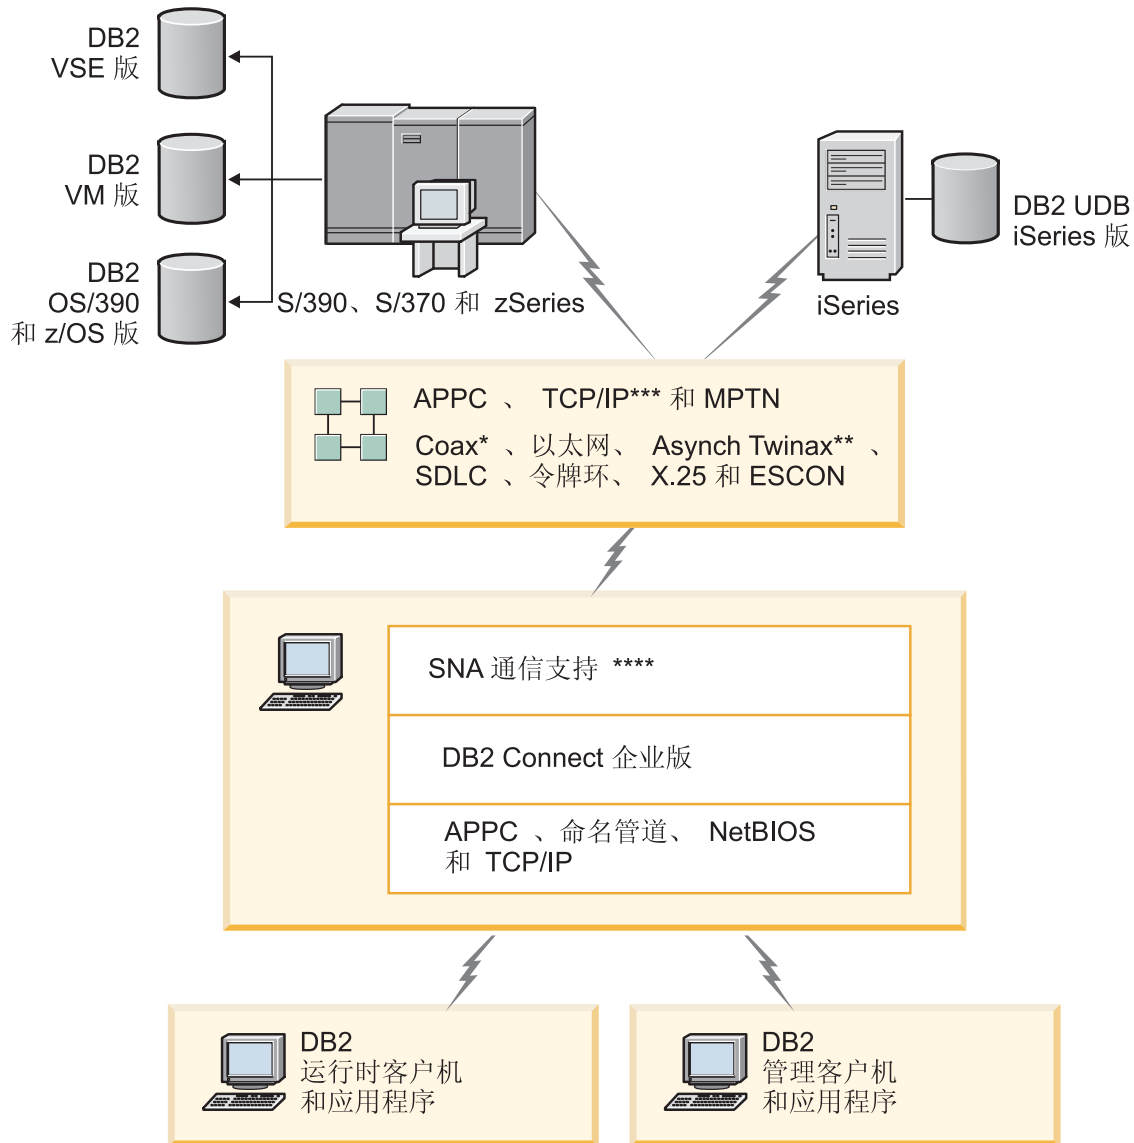 DB2
VSE 版
DB2
VM 版
DB2
OS/390
和 z/OS 版
S/390、S/370 和 zSeries
iSeries
DB2 UDB
iSeries 版
APPC 、 TCP/IP*** 和 MPTN
Coax* 、以太网、 Asynch Twinax** 、
SDLC 、令牌环、 X.25 和 ESCON
SNA 通信支持 ****
DB2 Connect 企业版
APPC 、命名管道、 NetBIOS
和 TCP/IP
DB2
运行时客户机
和应用程序
DB2
管理客户机
和应用程序